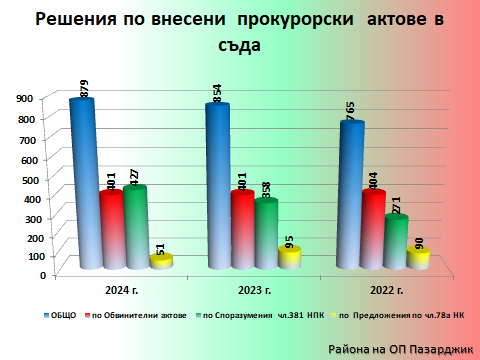 Решения по внесени прокурорски актове в
съда
900
800
700
600
500
400
300
200
100
0
879
401
427
51
854
401
358
95
765
404
271
90
2024 г.
2023 г.
2022 г.
ОБЩО
по Обвинителни актове
по Споразумения чл.381 НПК
по Предложения по чл.78а НК
Района на ОП Пазарджик